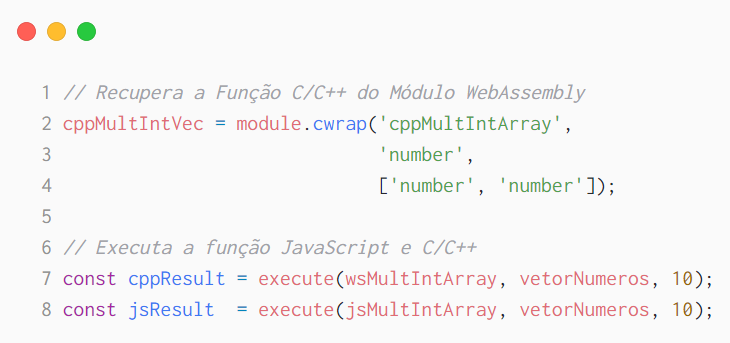 1 // Recupera a Função C/C++ do Módulo WebAssembly
2 cppMultIntVec = module.cwrap('cppMultIntArray',
3                              'number',
4                              ['number', 'number']);
5
6 // Executa a função JavaScript e C/C++
7 const cppResult = execute(wsMultIntArray, vetorNumeros, 10);
8 const jsResult  = execute(jsMultIntArray, vetorNumeros, 10);